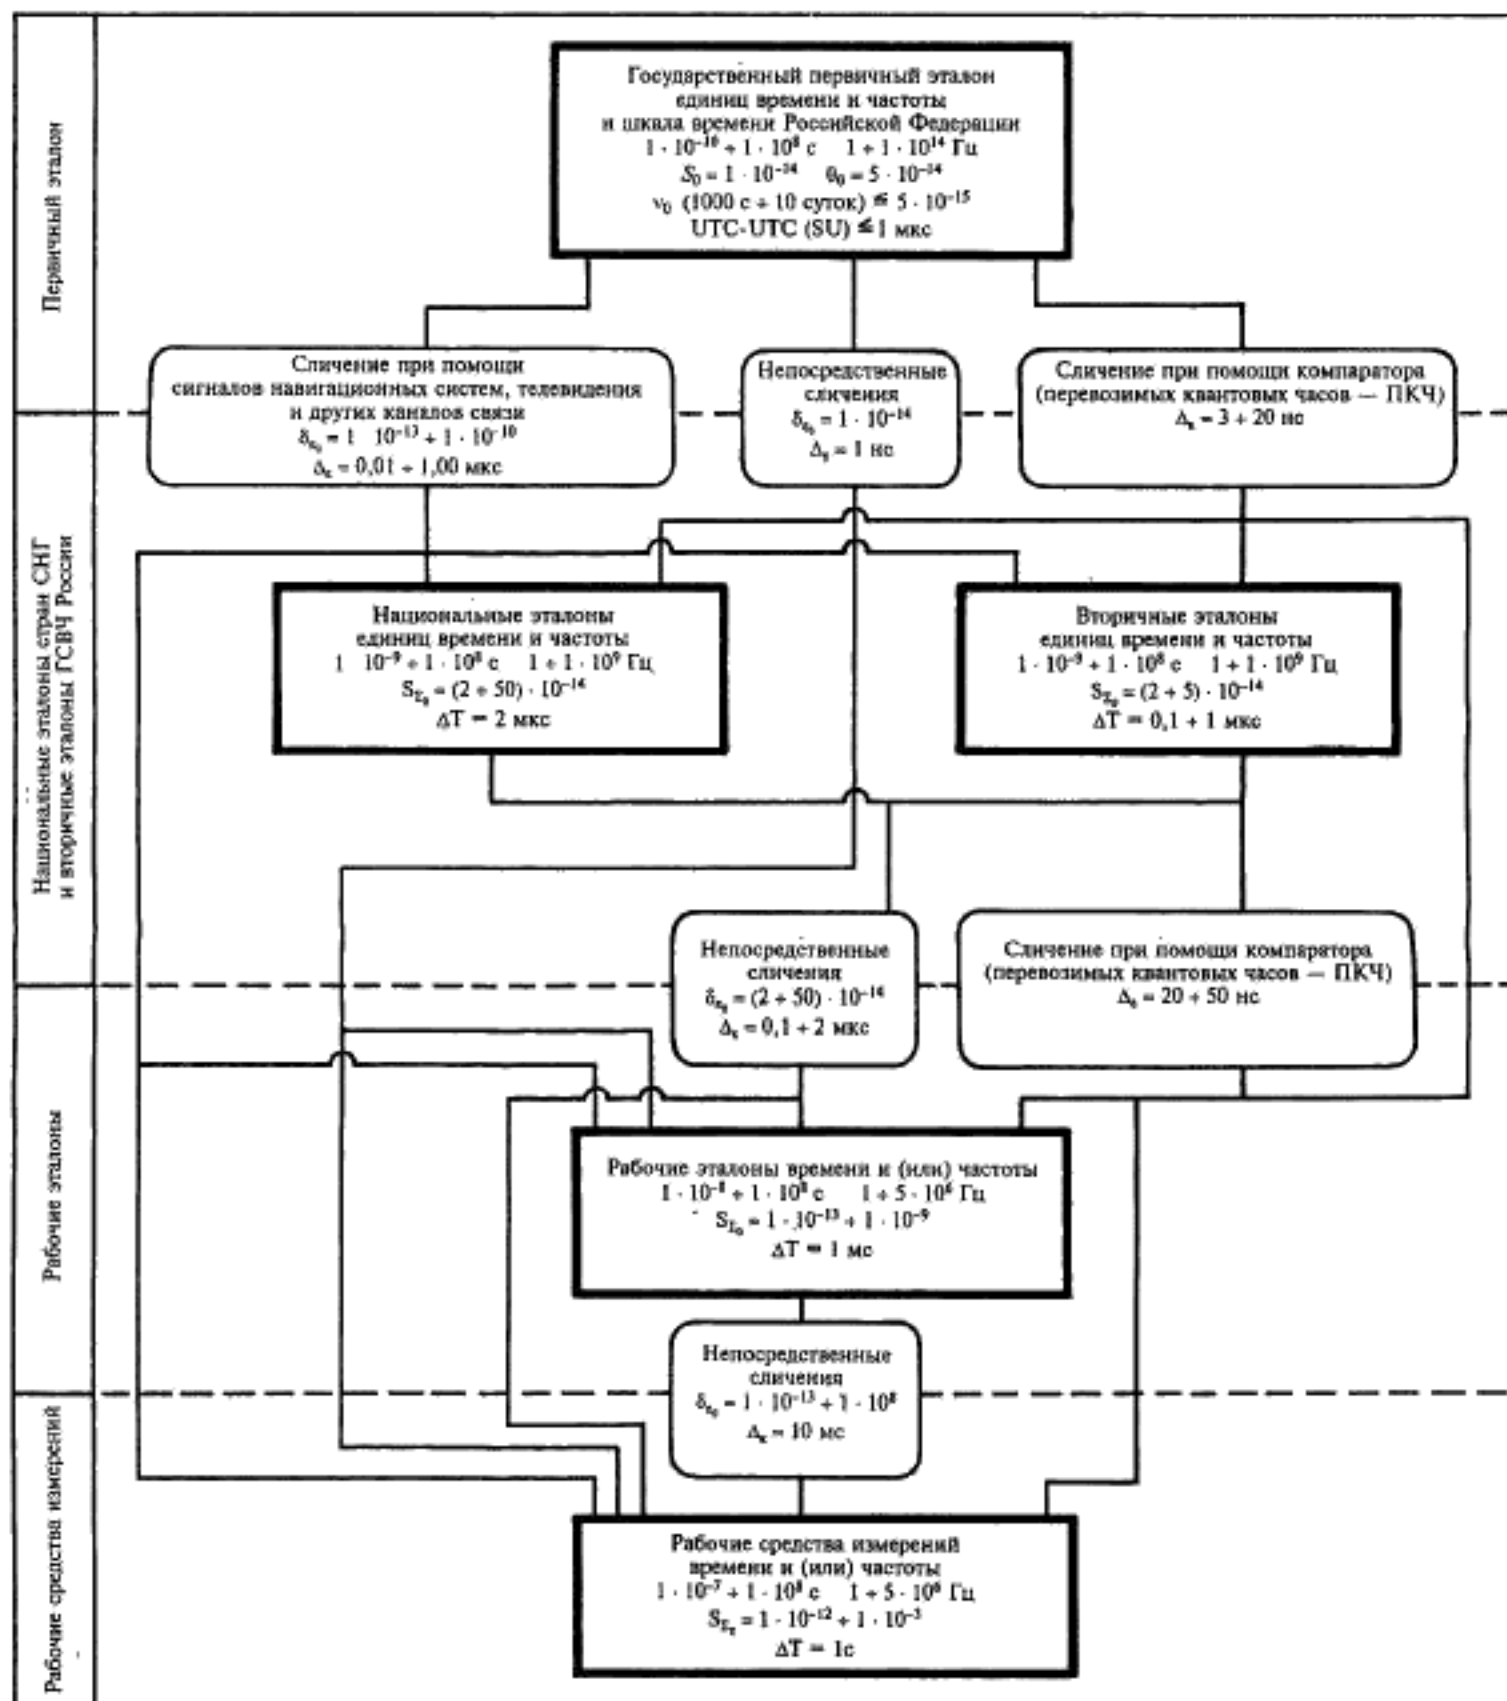 Первичный эталон
Государственный первичный эталон
единиц времени и частоты
и шкала времени Российской Федерации
1 · 10⁻¹⁰ ÷ 1 · 10⁸ с 1 ÷ 1 · 10¹⁴ Гц
S₀ = 1 · 10⁻¹⁴ θ₀ = 5 · 10⁻¹⁴
ν₀ (1000 с ÷ 10 суток) ≤ 5 · 10⁻¹⁵
UTC-UTC (SU) ≤ 1 мкс
Сличение при помощи
сигналов навигационных систем, телевидения
и других каналов связи
= 1 10⁻¹³ ÷ 1 · 10⁻¹⁰
= 0,01 ÷ 1,00 мкс
Непосредственные
сличения
= 1 · 10⁻¹⁴
= 1 нс
Сличение при помощи компаратора
(перевозимых квантовых часов — ПКЧ)
= 3 ÷ 20 нс
Национальные эталоны стран СНГ
и вторичные эталоны ГСВЧ России
Национальные эталоны
единиц времени и частоты
1 10⁻⁹ ÷ 1 · 10⁸ с 1 ÷ 1 · 10⁹ Гц
= (2 ÷ 50) · 10⁻¹⁴
ΔT = 2 мкс
Вторичные эталоны
единиц времени и частоты
1 · 10⁻⁹ ÷ 1 · 10⁸ с 1 ÷ 1 · 10⁹ Гц
= (2 ÷ 5) · 10⁻¹⁴
ΔT = 0,1 ÷ 1 мкс
Непосредственные
сличения
= (2 ÷ 50) · 10⁻¹⁴
= 0,1 ÷ 2 мкс
Сличение при помощи компаратора
(перевозимых квантовых часов — ПКЧ)
= 20 ÷ 50 нс
Рабочие эталоны
Рабочие эталоны времени и (или) частоты
1 · 10⁻⁸ ÷ 1 · 10⁸ с 1 ÷ 5 · 10⁶ Гц
= 1 · 10⁻¹³ ÷ 1 · 10⁻⁹
ΔT = 1 мс
Непосредственные
сличения
= 1 · 10⁻¹³ ÷ 1 · 10⁸
= 10 мс
Рабочие средства измерений
Рабочие средства измерений
времени и (или) частоты
1 · 10⁻⁷ ÷ 1 · 10⁸ с 1 ÷ 5 · 10⁶ Гц
= 1 · 10⁻¹² ÷ 1 · 10⁻³
ΔT = 1с